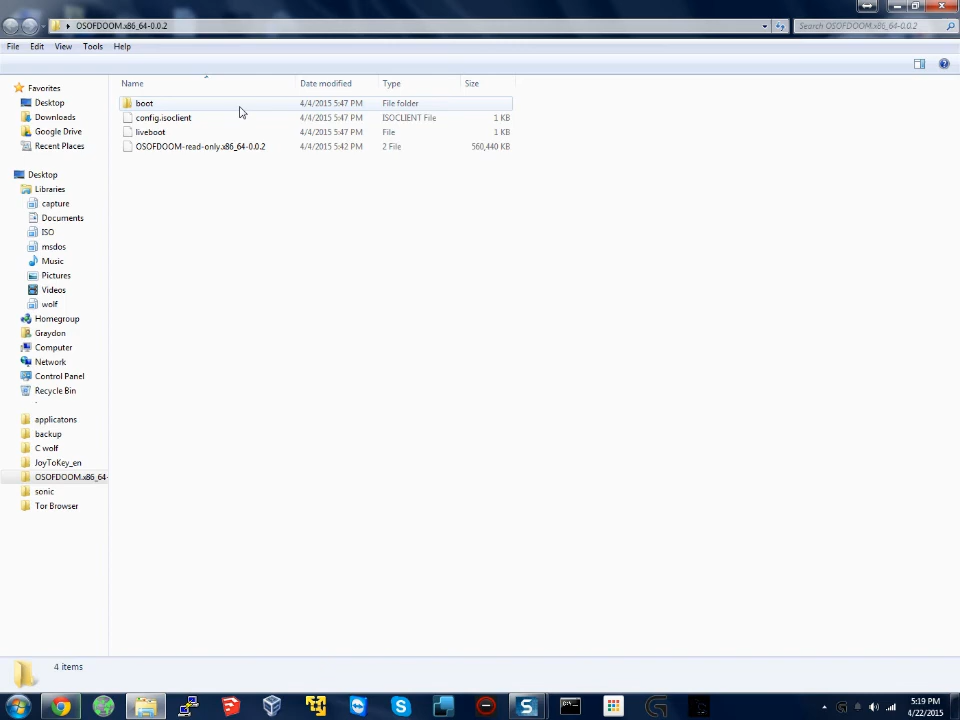 OSOFDOOM.x86_64-0.0.2
Search OSOFDOOM.x86_64-0.0.2
File Edit View Tools Help
Name Date modified Type Size
boot 4/4/2015 5:47 PM File folder
config.isoclient 4/4/2015 5:47 PM ISOCLIENT File 1 KB
liveboot 4/4/2015 5:47 PM File 1 KB
OSOFDOOM-read-only.x86_64-0.0.2 4/4/2015 5:42 PM 2 File 560,440 KB
Favorites
Desktop
Downloads
Google Drive
Recent Places
Desktop
Libraries
capture
Documents
ISO
msdos
Music
Pictures
Videos
wolf
Homegroup
Graydon
Computer
Network
Control Panel
Recycle Bin
applicatons
backup
C wolf
JoyToKey_en
OSOFDOOM.x86_64-
sonic
Tor Browser
4 items
5:19 PM
4/22/2015